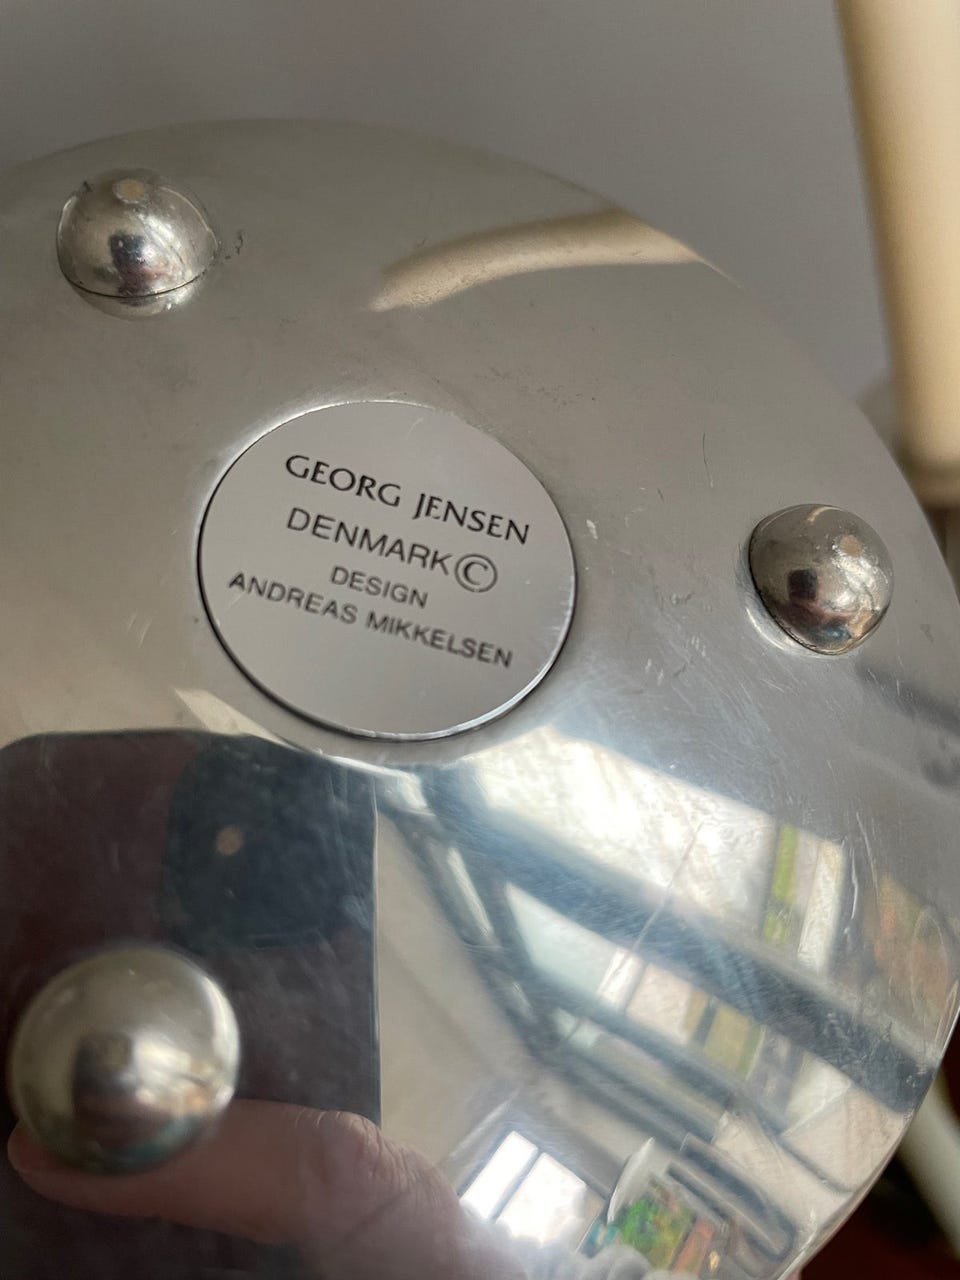 GEORG JENSEN
DENMARK ©
DESIGN
ANDREAS MIKKELSEN